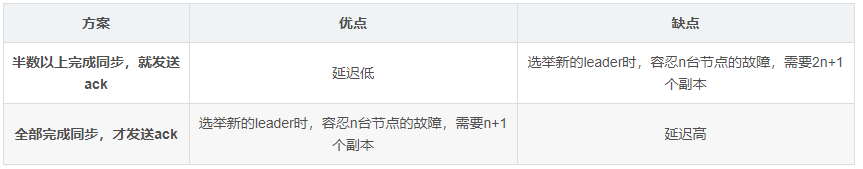 方案 优点 缺点
半数以上完成同步，就发送
ack
延迟低
选举新的leader时，容忍n台节点的故障，需要2n+1
个副本
全部完成同步，才发送ack
选举新的leader时，容忍n台节点的故障，需要n+1
个副本
延迟高